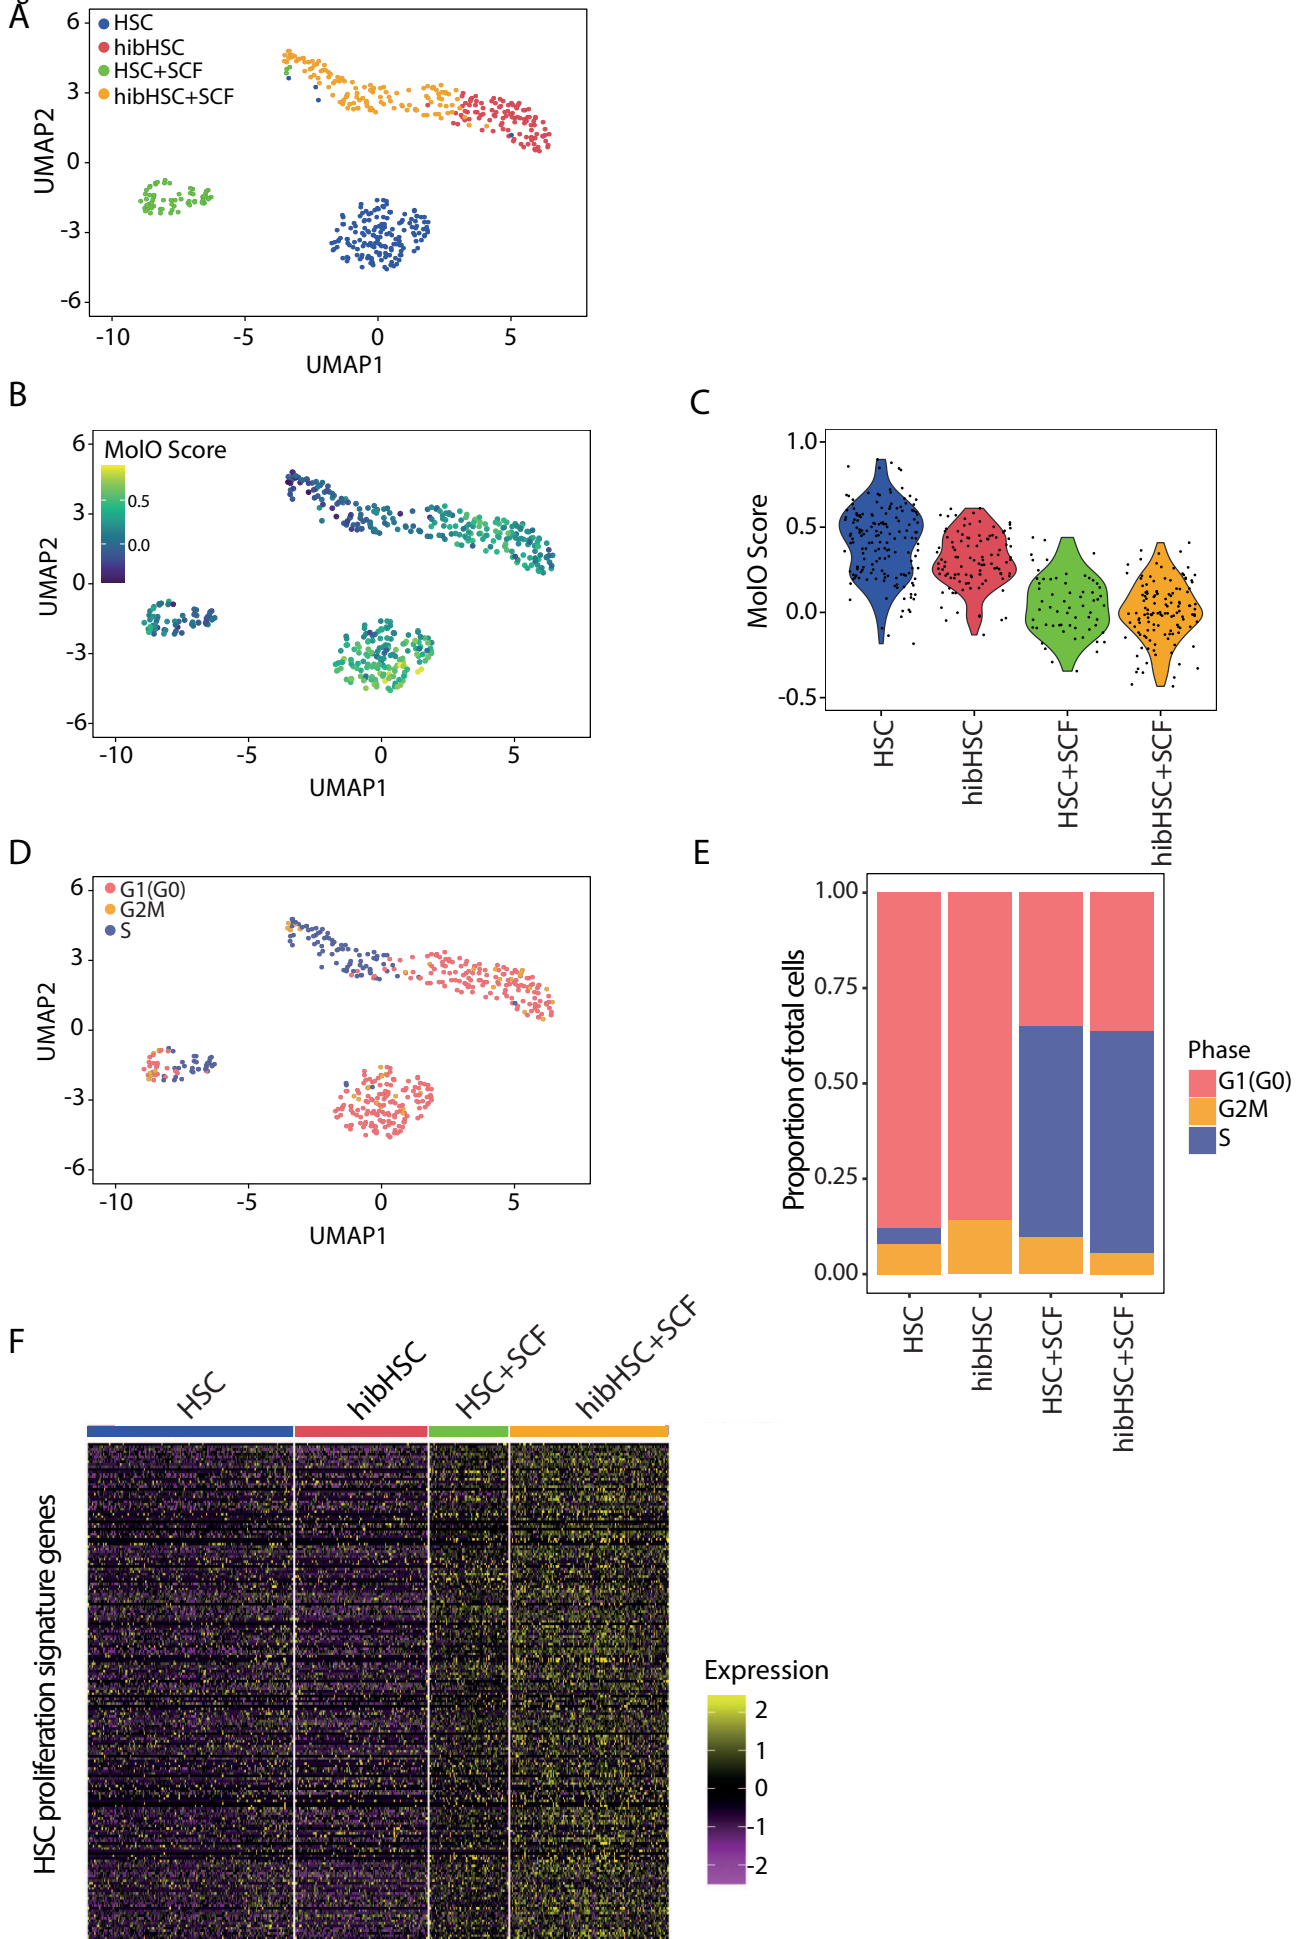 A
6
3
0
-3
-6
UMAP2
HSC
hibHSC
HSC+SCF
hibHSC+SCF
-10
-5
0
5
UMAP1
B
6
3
0
-3
-6
UMAP2
MolO Score
0.5
0.0
-10
-5
0
5
UMAP1
C
1.0
0.5
0.0
-0.5
MolO Score
HSC
hibHSC
HSC+SCF
hibHSC+SCF
D
6
3
0
-3
-6
UMAP2
G1(G0)
G2M
S
-10
-5
0
5
UMAP1
E
1.00
0.75
0.50
0.25
0.00
Proportion of total cells
HSC
hibHSC
HSC+SCF
hibHSC+SCF
Phase
G1(G0)
G2M
S
F
HSC
hibHSC
HSC+SCF
hibHSC+SCF
HSC proliferation signature genes
Expression
2
1
0
-1
-2